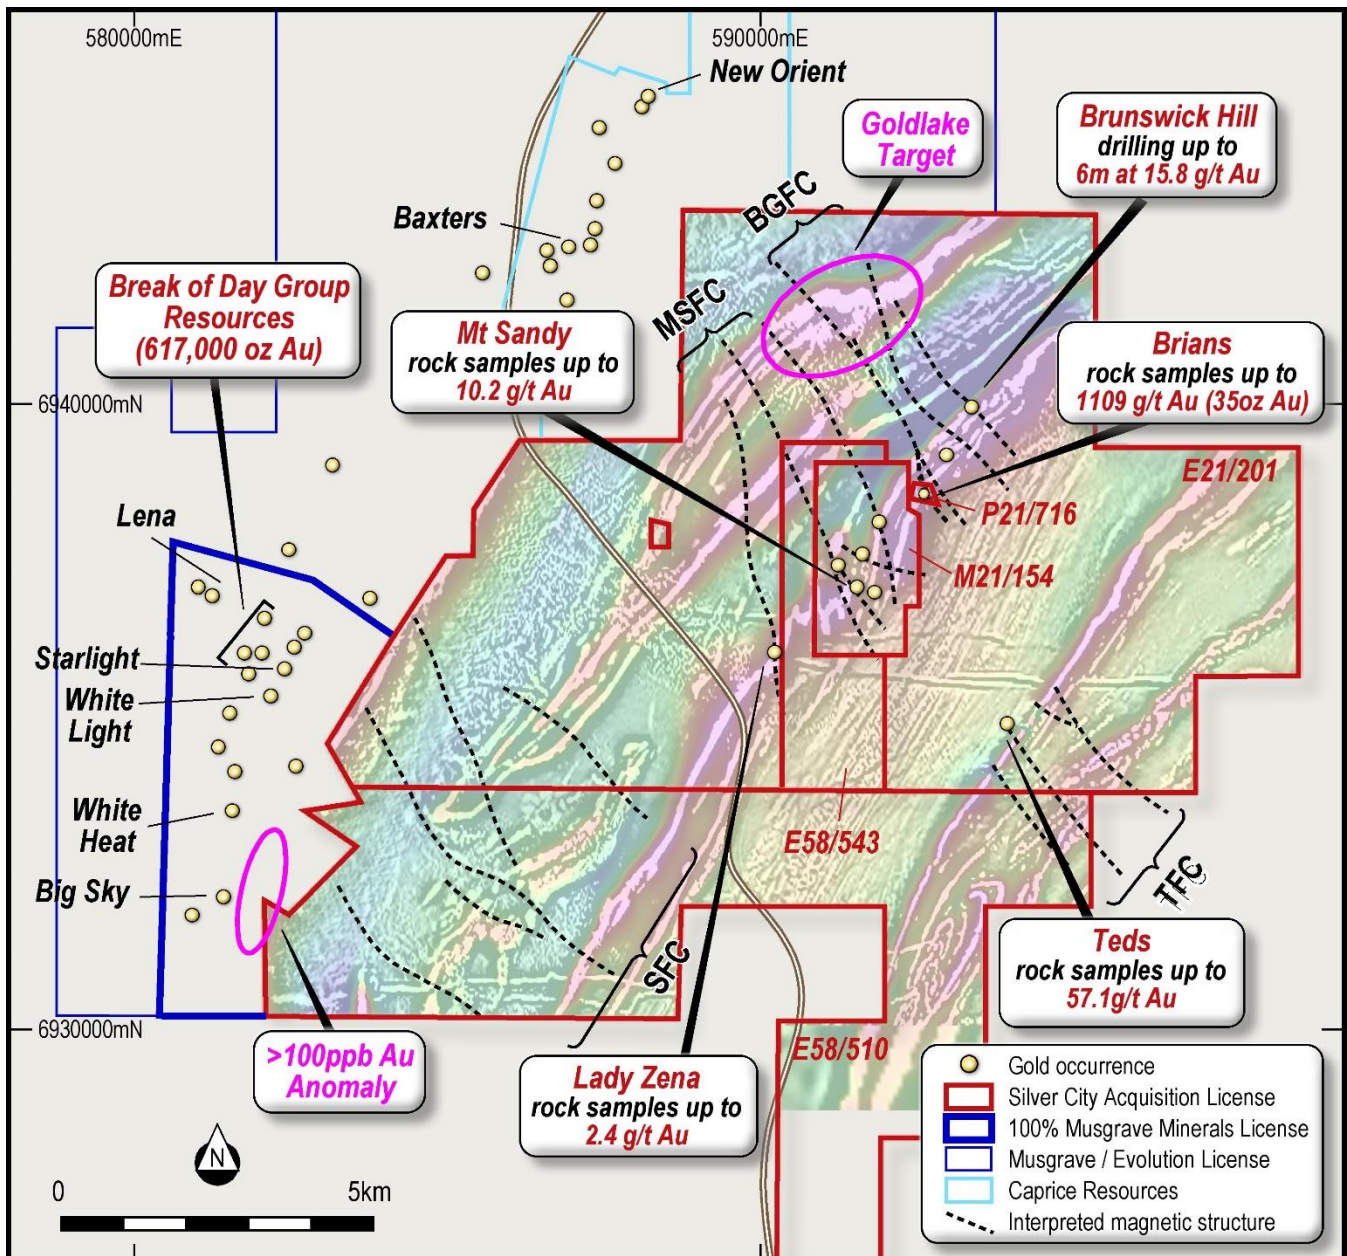 580000mE
590000mE
New Orient
Goldlake
Target
Brunswick Hill
drilling up to
6m at 15.8 g/t Au
BGFC
Baxters
Break of Day Group
Resources
(617,000 oz Au)
MSFC
Mt Sandy
rock samples up to
10.2 g/t Au
Brians
rock samples up to
1109 g/t Au (35oz Au)
6940000mN
E21/201
Lena
P21/716
M21/154
Starlight
White
Light
White
Heat
E58/543
Big Sky
TFC
SFC
Teds
rock samples up to
57.1g/t Au
6930000mN
>100ppb Au
Anomaly
E58/510
Lady Zena
rock samples up to
2.4 g/t Au
Gold occurrence
Silver City Acquisition License
100% Musgrave Minerals License
Musgrave / Evolution License
Caprice Resources
Interpreted magnetic structure
N
0
5km